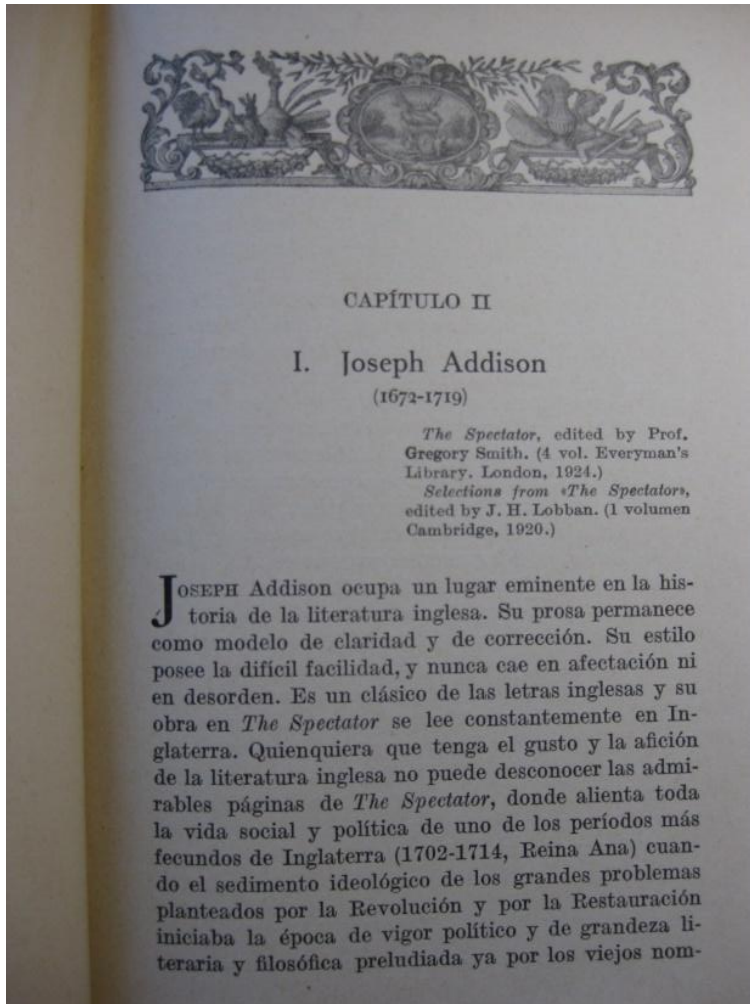 CAPÍTULO II
I. Joseph Addison
(1672-1719)
The Spectator, edited by Prof.
Gregory Smith. (4 vol. Everyman's
Library. London, 1924.)
Selections from «The Spectator»,
edited by J. H. Lobban. (1 volumen
Cambridge, 1920.)
JOSEPH Addison ocupa un lugar eminente en la his-
toria de la literatura inglesa. Su prosa permanece
como modelo de claridad y de corrección. Su estilo
posee la difícil facilidad, y nunca cae en afectación ni
en desorden. Es un clásico de las letras inglesas y su
obra en The Spectator se lee constantemente en In-
glaterra. Quienquiera que tenga el gusto y la afición
de la literatura inglesa no puede desconocer las admi-
rables páginas de The Spectator, donde alienta toda
la vida social y política de uno de los períodos más
fecundos de Inglaterra (1702-1714, Reina Ana) cuan-
do el sedimento ideológico de los grandes problemas
planteados por la Revolución y por la Restauración
iniciaba la época de vigor político y de grandeza li-
teraria y filosófica preludiada ya por los viejos nom-